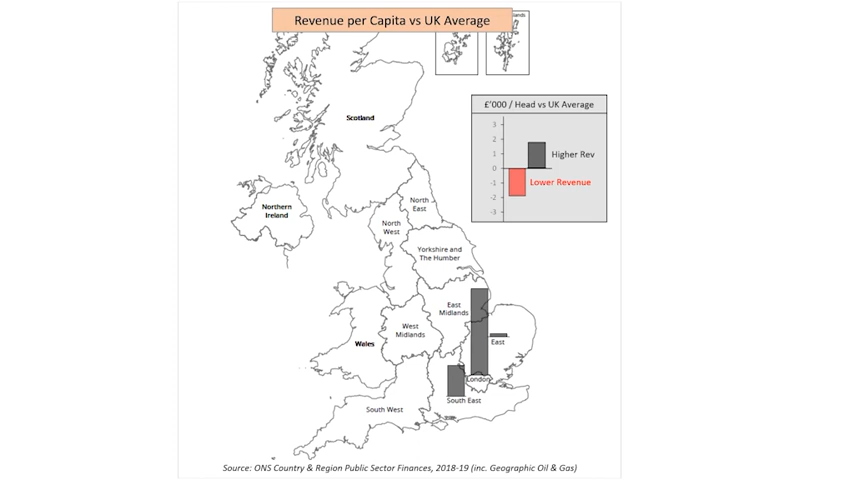 Revenue per Capita vs UK Average
lands
Scotland
£'000 / Head vs UK Average
3
2
1
0
-1
-2
-3
Higher Rev
Lower Revenue
Northern
Ireland
North
East
North
West
Yorkshire and
The Humber
East
Midlands
West
Midlands
East
Wales
London
South East
South West
Source: ONS Country & Region Public Sector Finances, 2018-19 (inc. Geographic Oil & Gas)